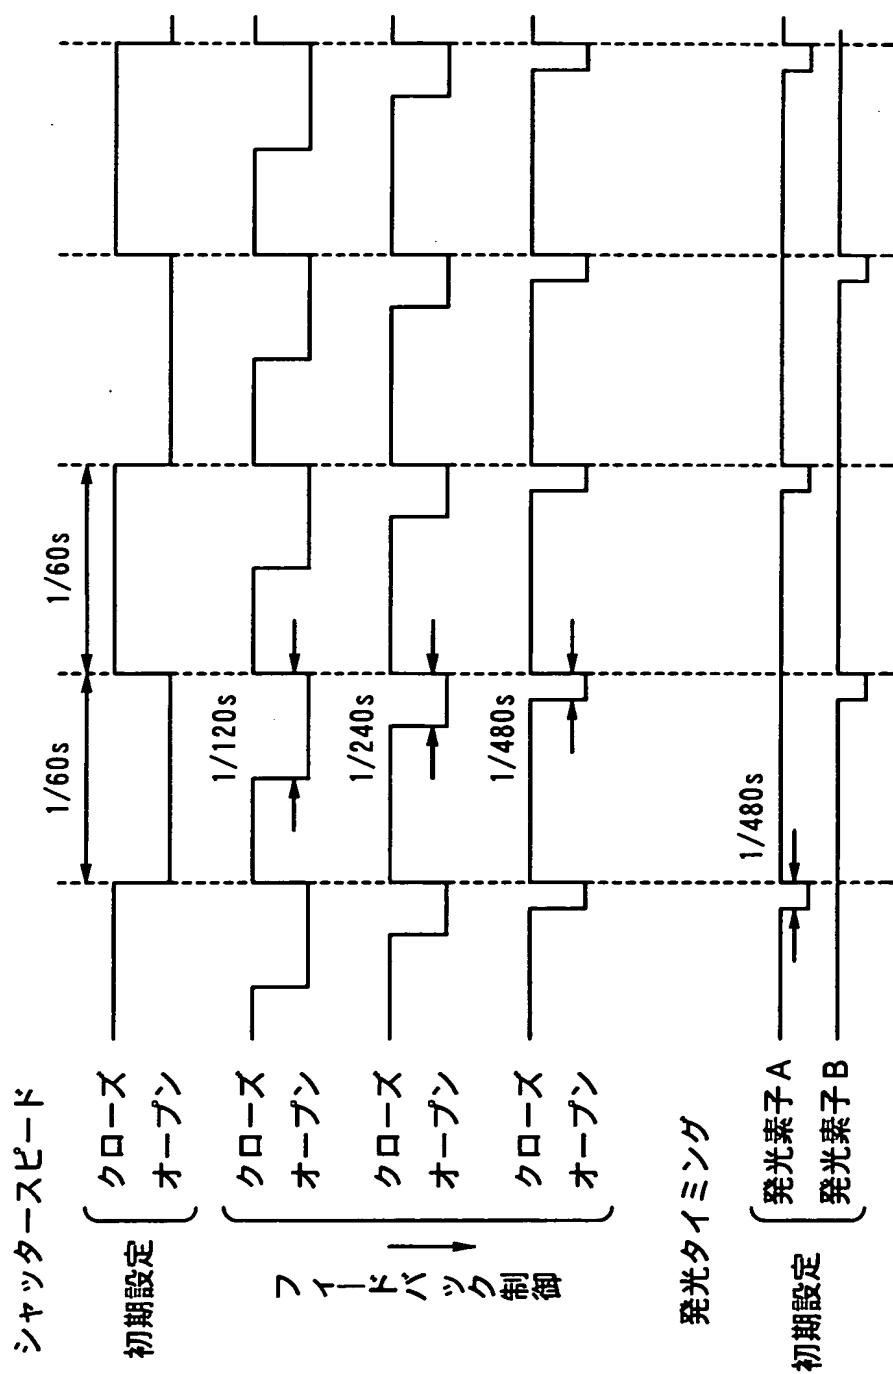 シャッタースピード
初期設定
クローズ
オープン
1/60s
1/60s
フィードバック制御
クローズ
オープン
1/120s
クローズ
オープン
1/240s
クローズ
オープン
1/480s
発光タイミング
初期設定
発光素子A
発光素子B
1/480s